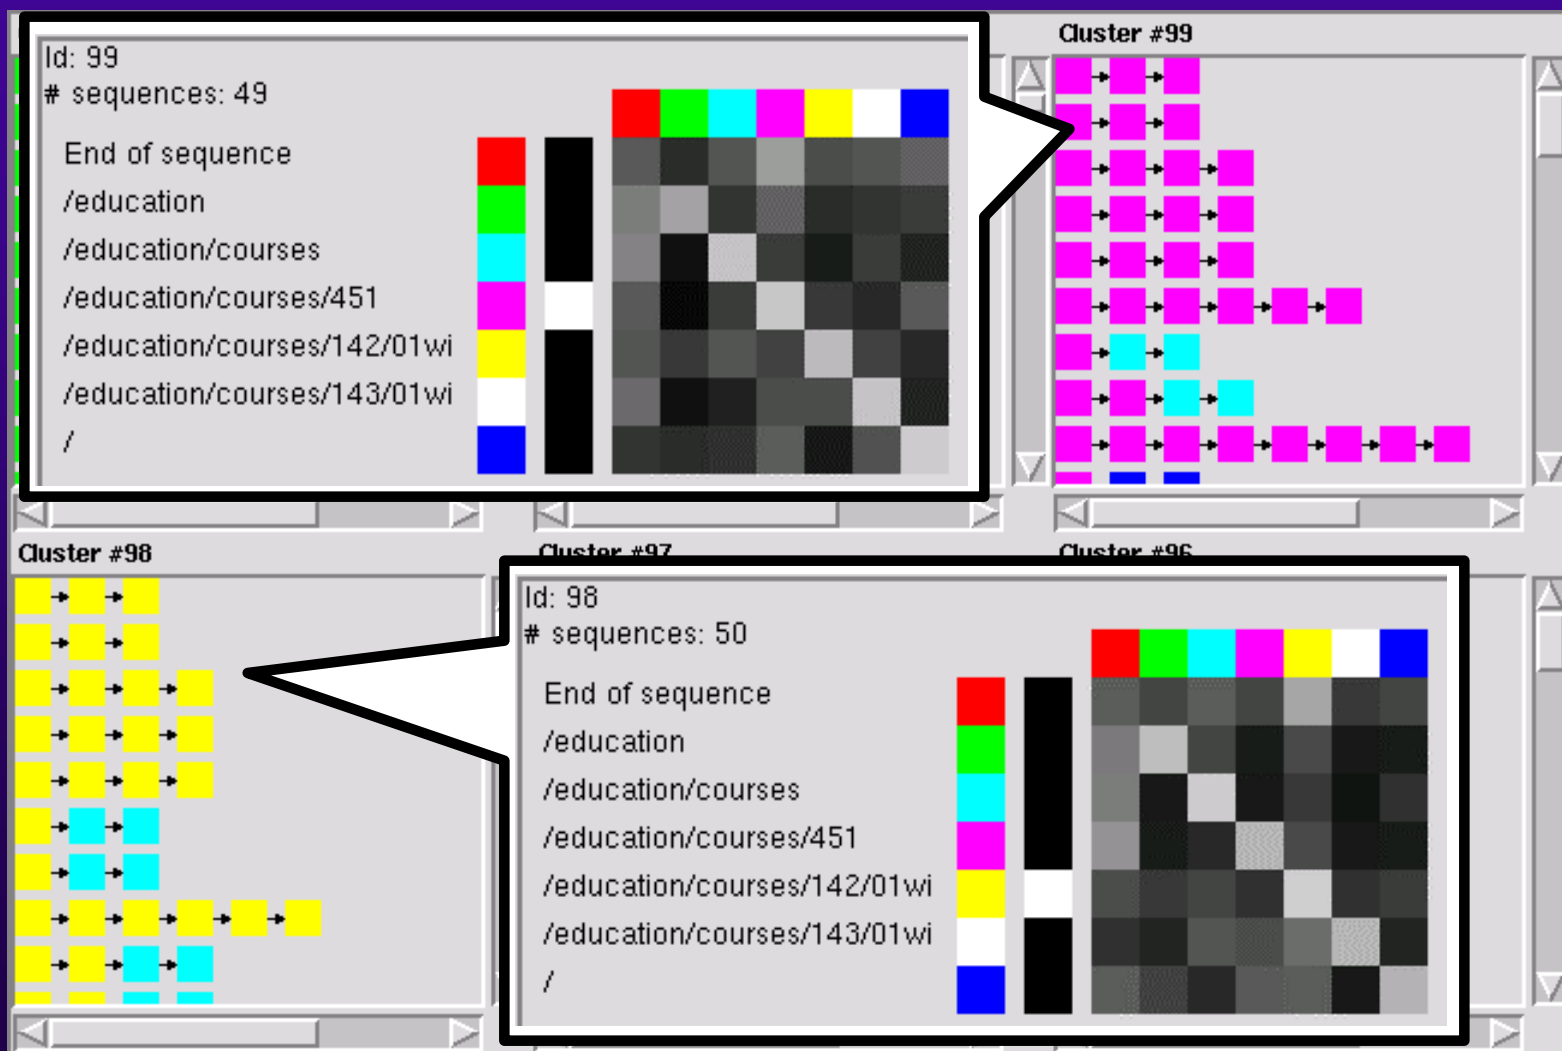 Id: 99
# sequences: 49
End of sequence
/education
/education/courses
/education/courses/451
/education/courses/142/01wi
/education/courses/143/01wi
/
Cluster #99
Cluster #98
Cluster #97
Cluster #96
Id: 98
# sequences: 50
End of sequence
/education
/education/courses
/education/courses/451
/education/courses/142/01wi
/education/courses/143/01wi
/